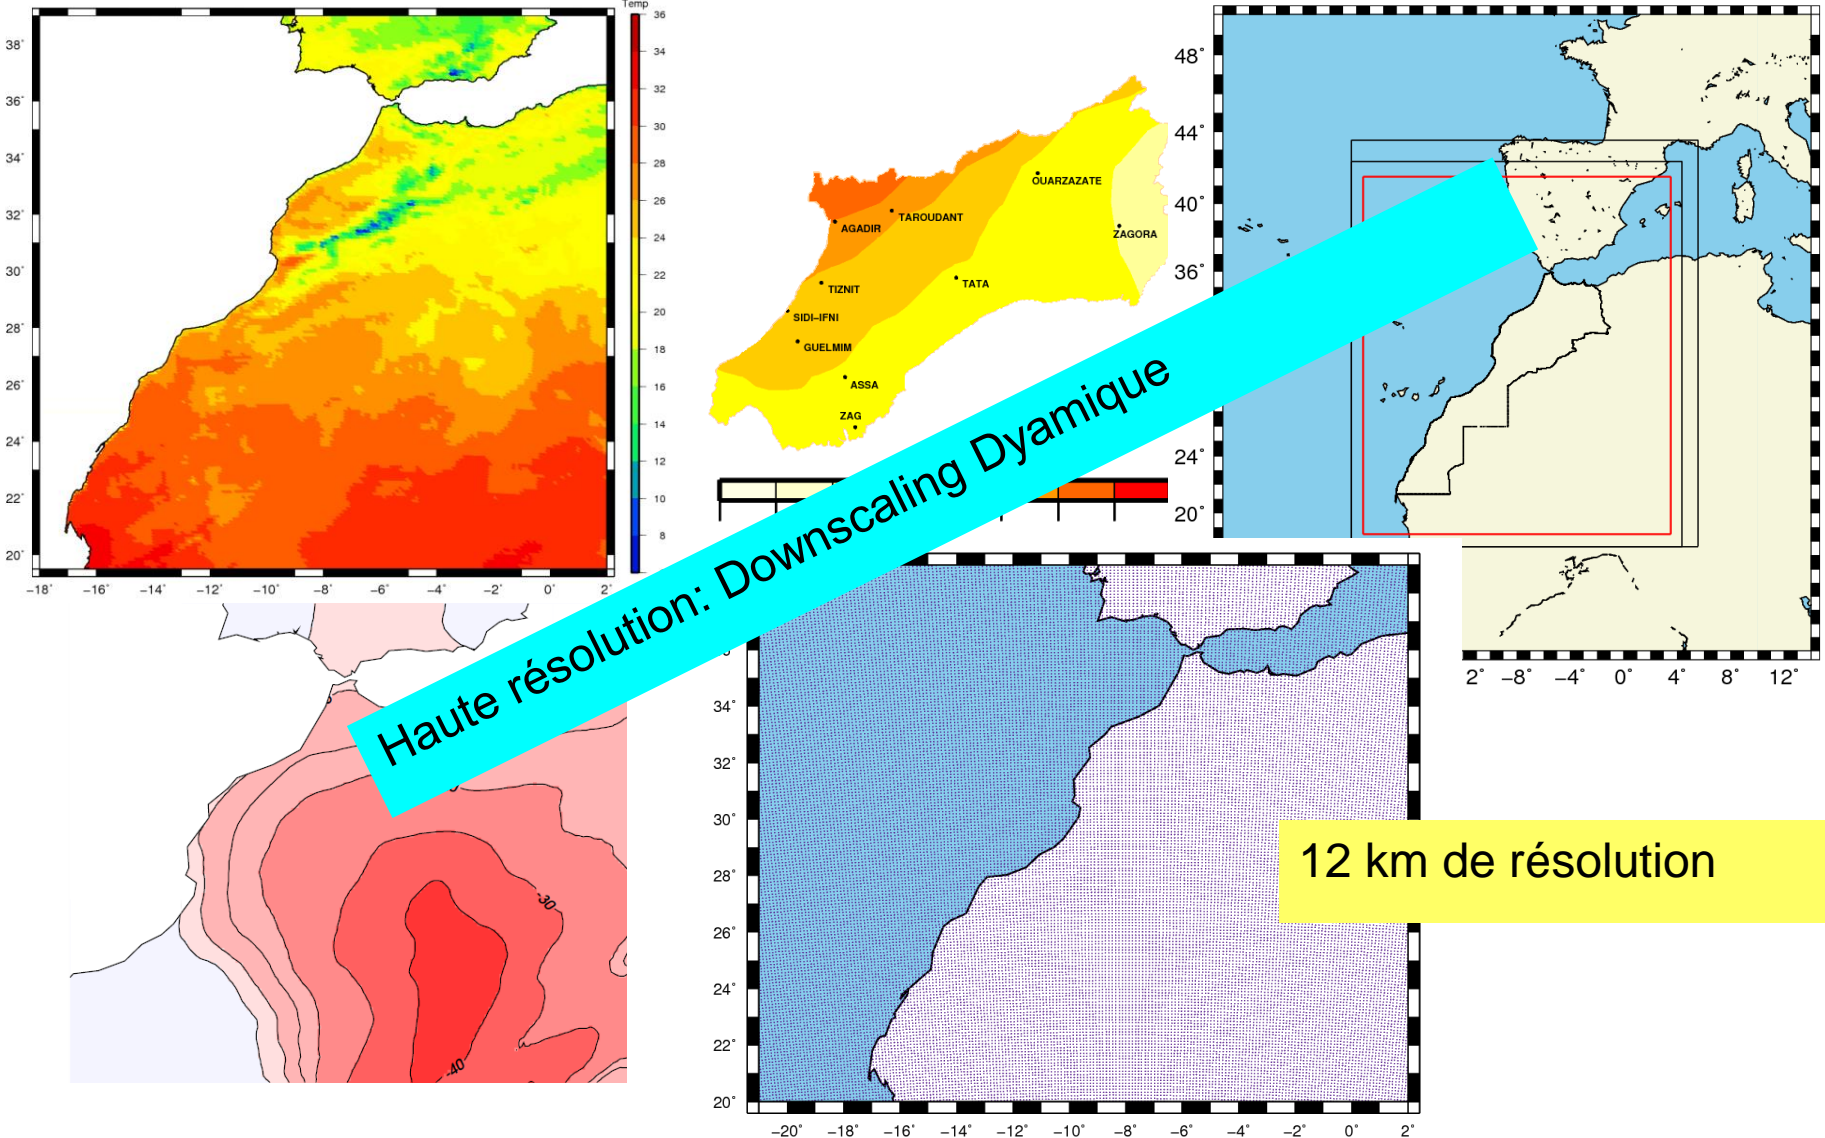 Temp
38°
36°
34°
32°
30°
28°
26°
24°
22°
20°
-18° -16° -14° -12° -10° -8° -6° -4° -2° 0° 2°
36
34
32
30
28
26
24
22
20
18
16
14
12
10
8
OUARZAZATE
TAROUDANT
AGADIR
ZAGORA
TATA
TIZNIT
SIDI-IFNI
GUELMIM
ASSA
ZAG
48°
44°
40°
36°
24°
20°
2° -8° -4° 0° 4° 8° 12°
Haute résolution: Downscaling Dyamique
-30
-40
34°
32°
30°
28°
26°
24°
22°
20°
-20° -18° -16° -14° -12° -10° -8° -6° -4° -2° 0° 2°
12 km de résolution